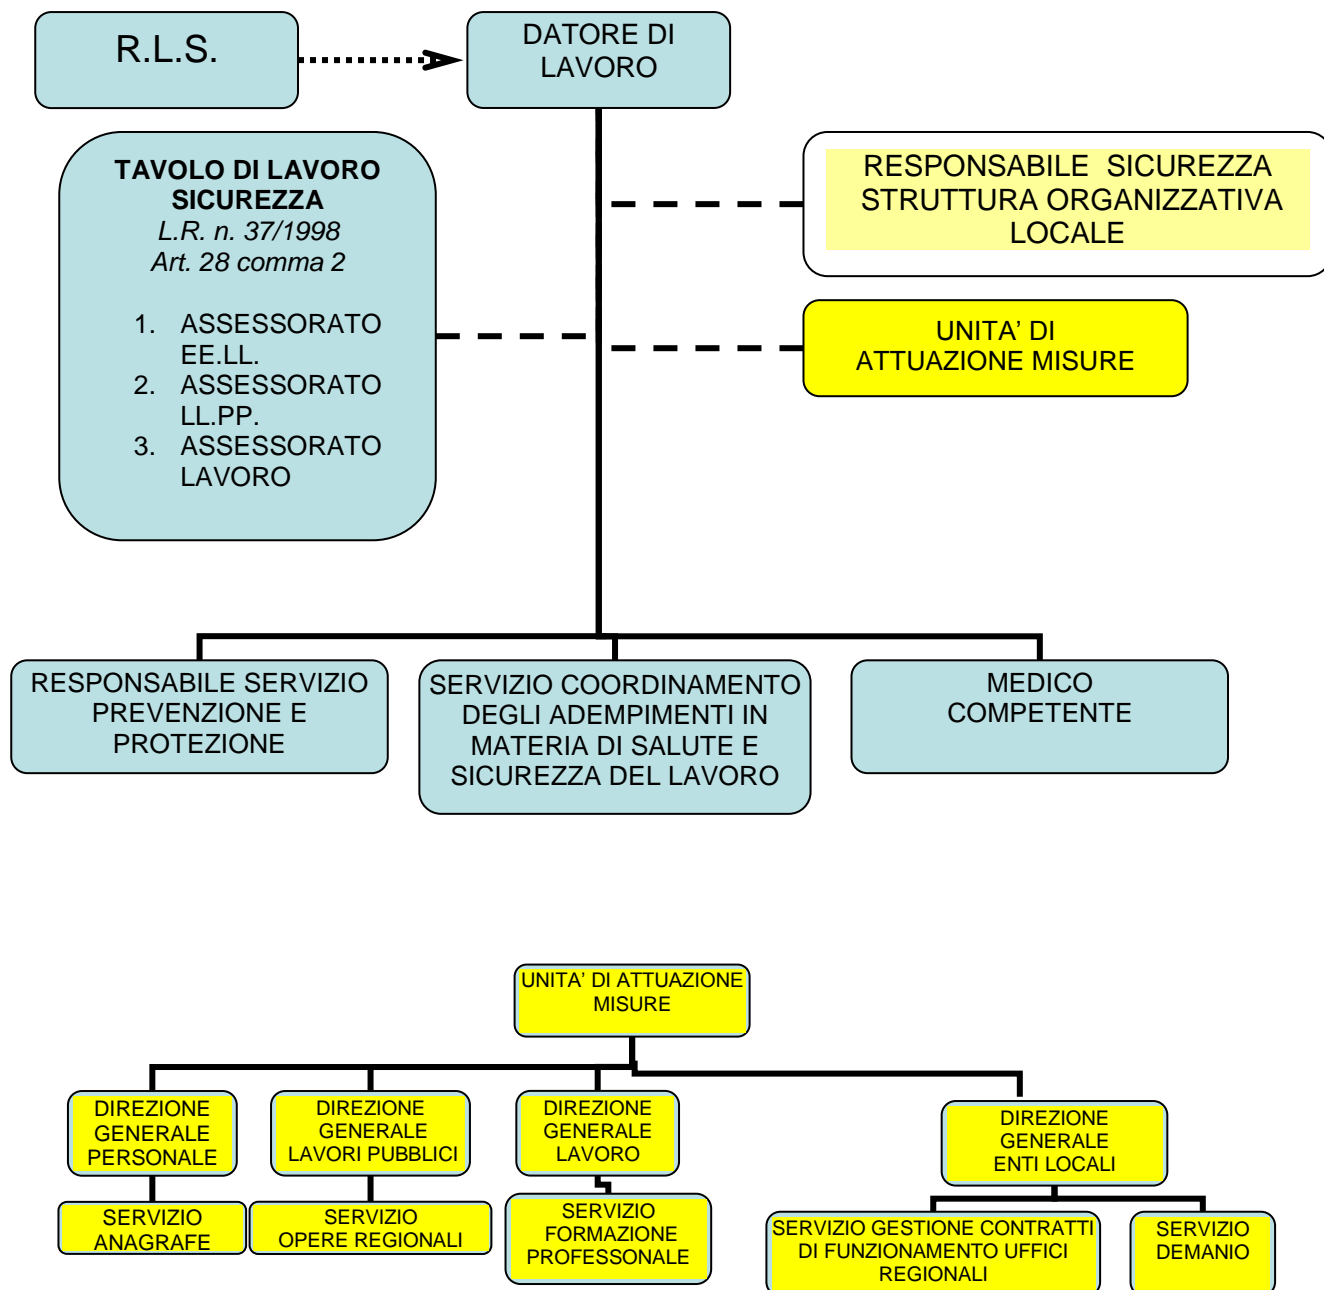 R.L.S.
DATORE DI
LAVORO
TAVOLO DI LAVORO
SICUREZZA
L.R. n. 37/1998
Art. 28 comma 2
1. ASSESSORATO
EE.LL.
2. ASSESSORATO
LL.PP.
3. ASSESSORATO
LAVORO
RESPONSABILE SICUREZZA
STRUTTURA ORGANIZZATIVA
LOCALE
UNITA’ DI
ATTUAZIONE MISURE
RESPONSABILE SERVIZIO
PREVENZIONE E
PROTEZIONE
SERVIZIO COORDINAMENTO
DEGLI ADEMPIMENTI IN
MATERIA DI SALUTE E
SICUREZZA DEL LAVORO
MEDICO
COMPETENTE
UNITA’ DI ATTUAZIONE
MISURE
DIREZIONE
GENERALE
PERSONALE
DIREZIONE
GENERALE
LAVORI PUBBLICI
DIREZIONE
GENERALE
LAVORO
DIREZIONE
GENERALE
ENTI LOCALI
SERVIZIO
ANAGRAFE
SERVIZIO
OPERE REGIONALI
SERVIZIO
FORMAZIONE
PROFESSONALE
SERVIZIO GESTIONE CONTRATTI
DI FUNZIONAMENTO UFFICI
REGIONALI
SERVIZIO
DEMANIO